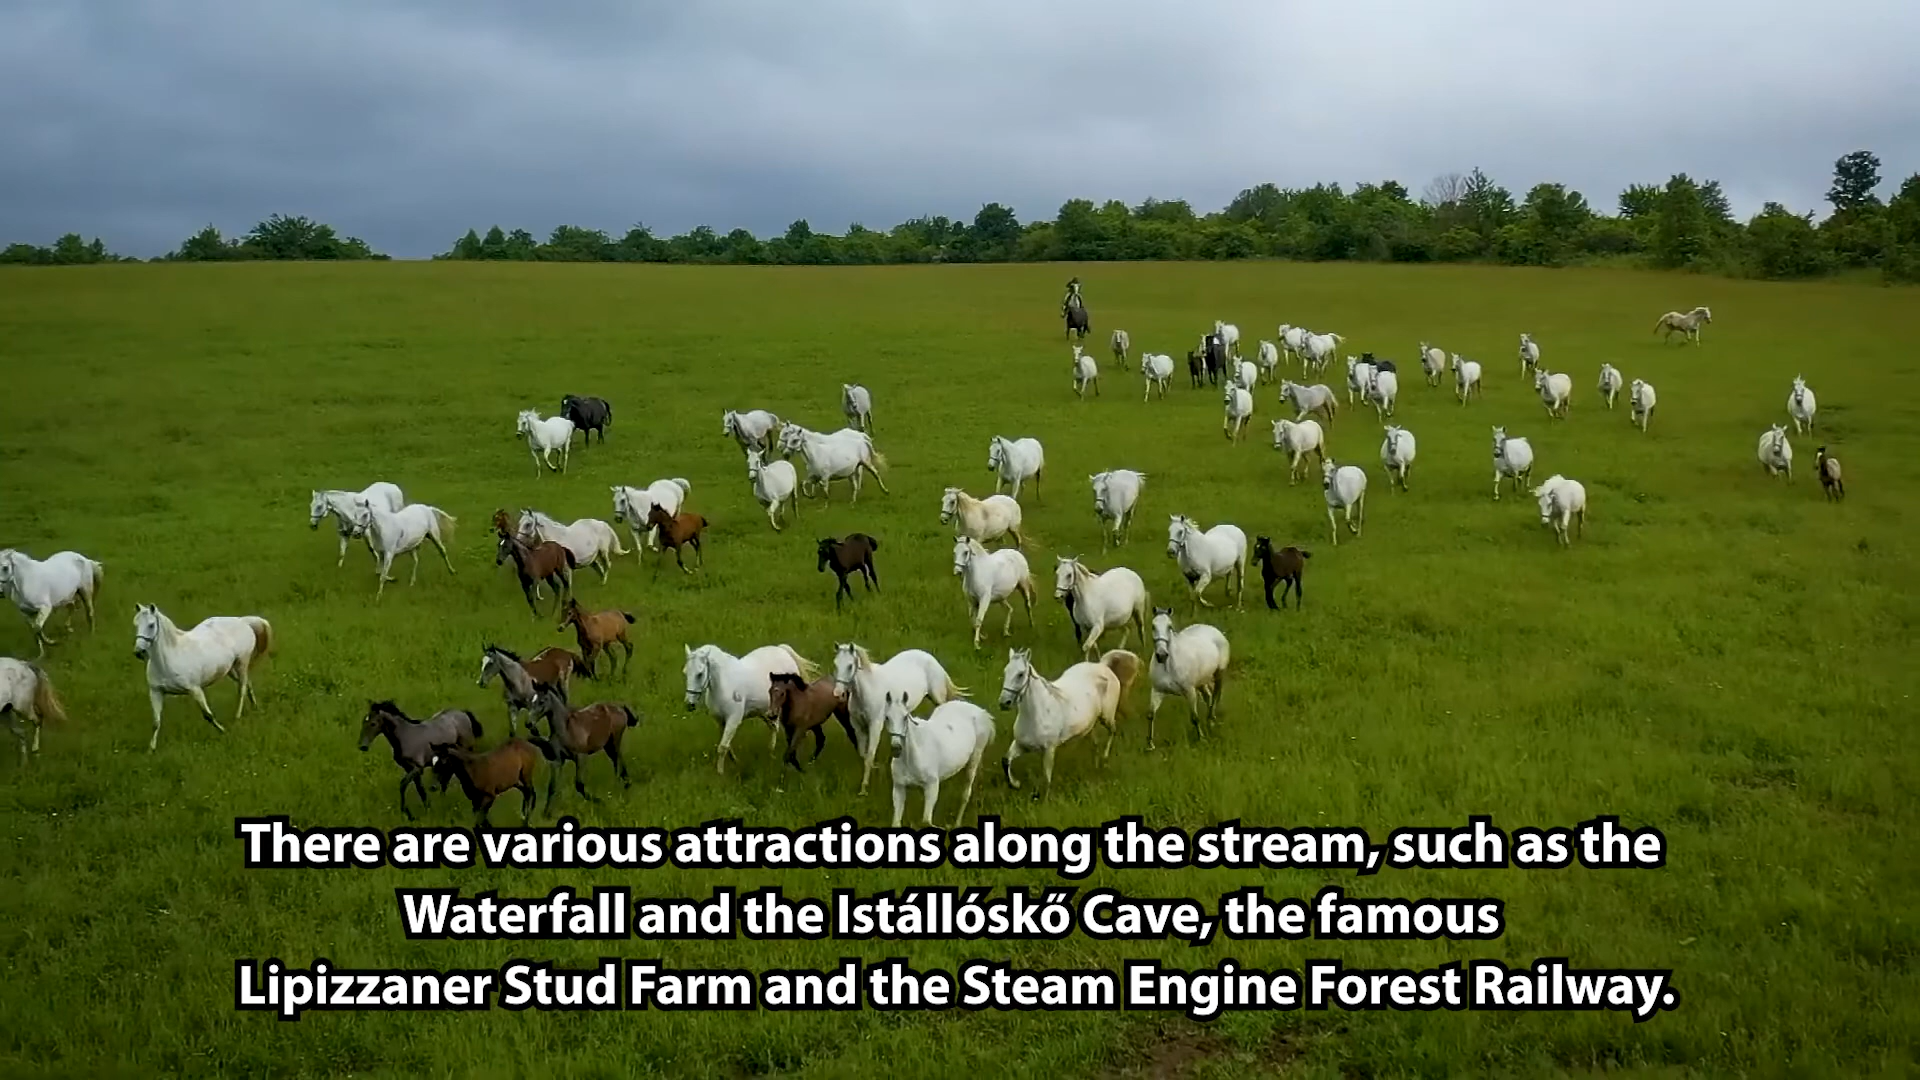 There are various attractions along the stream, such as the
Waterfall and the Istállóskő Cave, the famous
Lipizzaner Stud Farm and the Steam Engine Forest Railway.